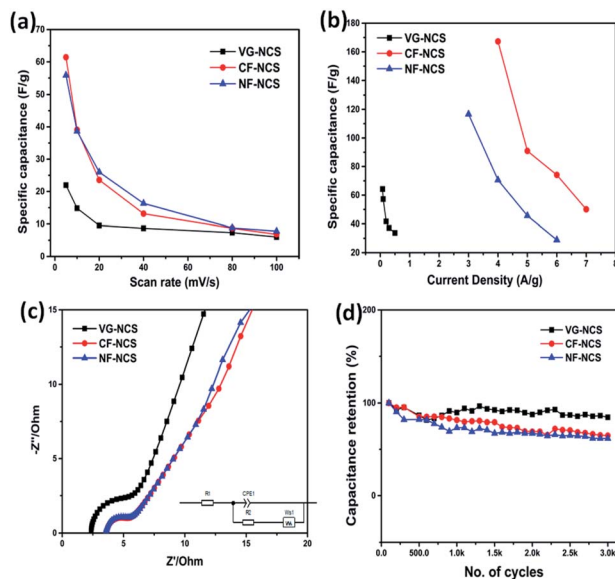 (a)
VG-NCS
CF-NCS
NF-NCS
Specific capacitance (F/g)
70
60
50
40
30
20
10
0
0 20 40 60 80 100
Scan rate (mV/s)
(b)
VG-NCS
CF-NCS
NF-NCS
Specific capacitance (F/g)
180
160
140
120
100
80
60
40
20
0 1 2 3 4 5 6 7 8
Current Density (A/g)
(c)
VG-NCS
CF-NCS
NF-NCS
-Z''/Ohm
15
10
5
0
0 5 10 15 20
Z'/Ohm
R1 CPE1
R2 Ws1
(d)
VG-NCS
CF-NCS
NF-NCS
Capacitance retention (%)
200
100
0
0 500.0 1.0k 1.5k 2.0k 2.5k 3.0k
No. of cycles